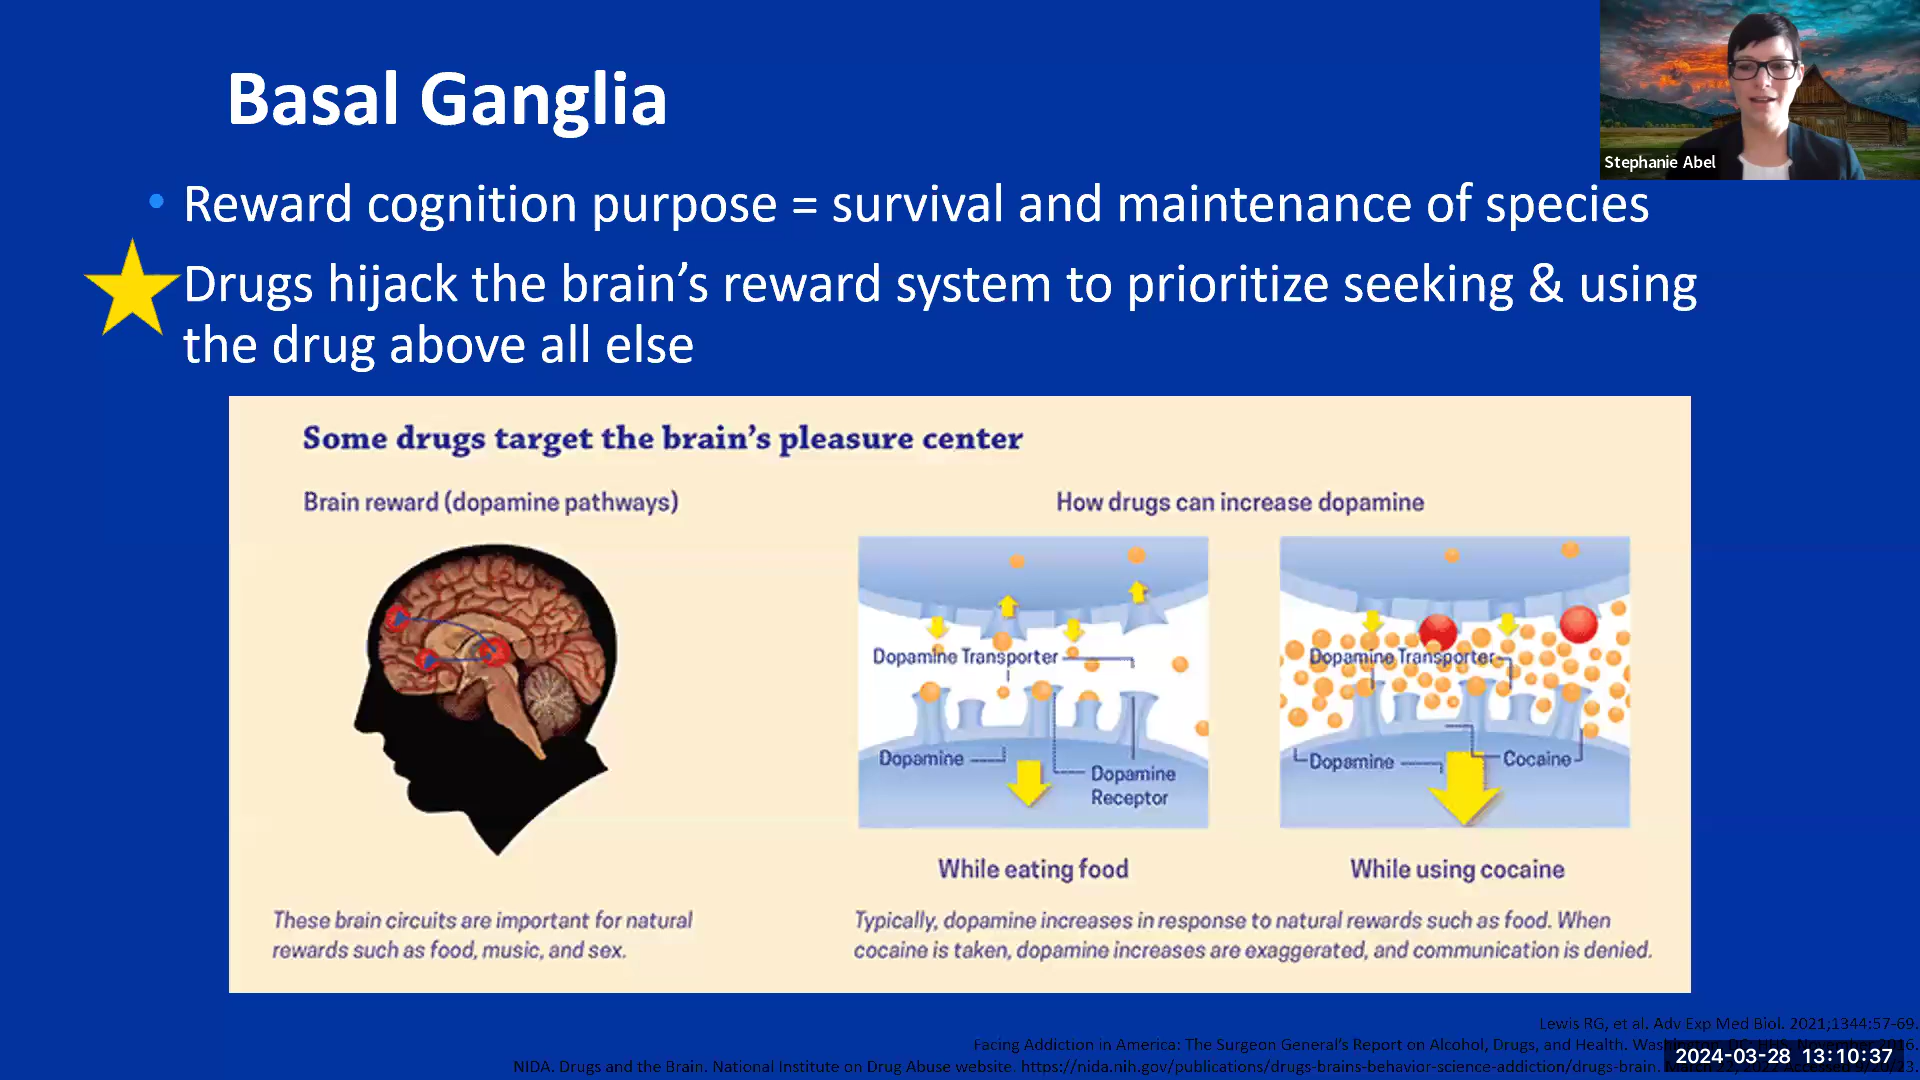 Basal Ganglia
Stephanie Abel
• Reward cognition purpose = survival and maintenance of species
Drugs hijack the brain’s reward system to prioritize seeking & using
the drug above all else
Some drugs target the brain’s pleasure center
Brain reward (dopamine pathways)
How drugs can increase dopamine
Dopamine Transporter
Dopamine
Dopamine
Receptor
Dopamine Transporter
Dopamine
Cocaine
While eating food
While using cocaine
These brain circuits are important for natural
rewards such as food, music, and sex.
Typically, dopamine increases in response to natural rewards such as food. When
cocaine is taken, dopamine increases are exaggerated, and communication is denied.
Lewis RG, et al. Adv Exp Med Biol. 2021;1344:57-69.
Facing Addiction in America: The Surgeon General’s Report on Alcohol, Drugs, and Health. Washington, DC: HHS, November 2016.
NIDA. Drugs and the Brain. National Institute on Drug Abuse website. https://nida.nih.gov/publications/drugs-brains-behavior-science-addiction/drugs-brain. March 22, 2022 Accessed 9/20/23.
2024-03-28 13:10:37